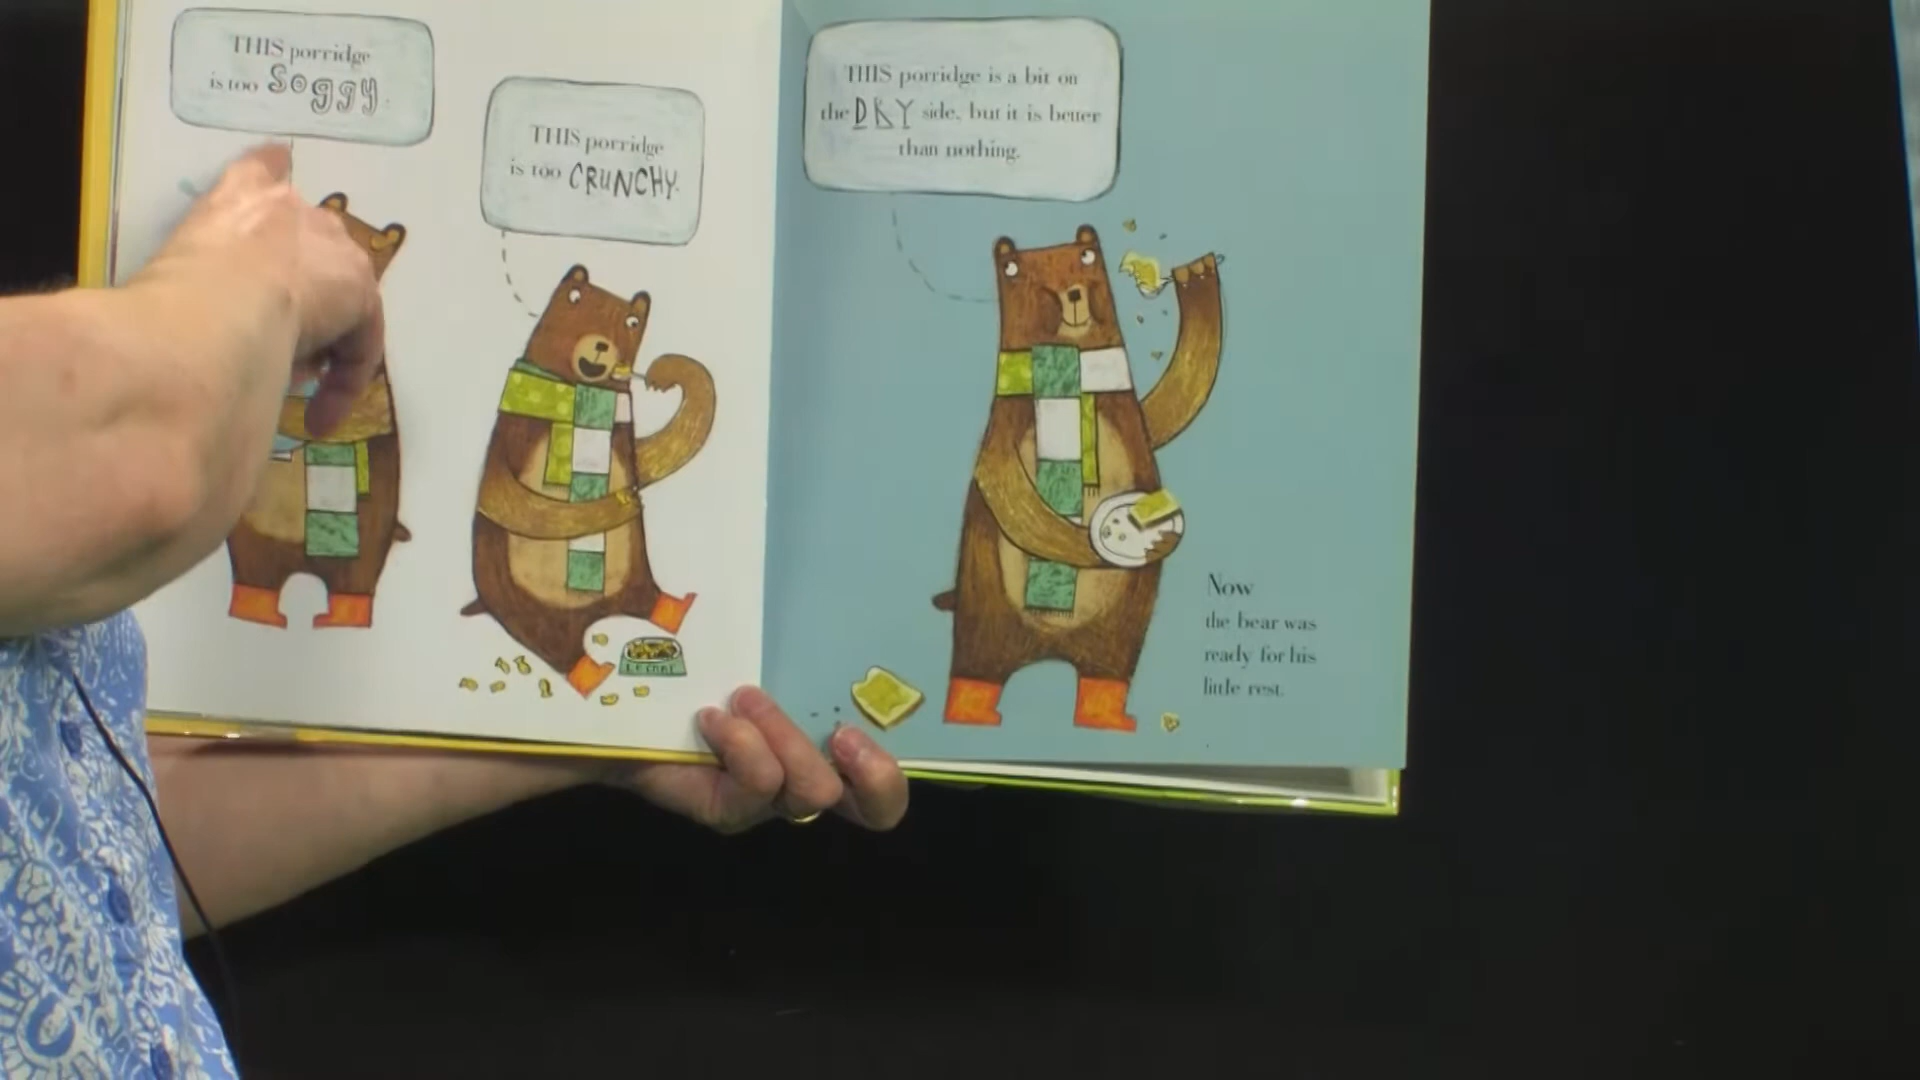 THIS porridge
is too Soggy.
THIS porridge
is too CRUNCHY.
THIS porridge is a bit on
the DRY side, but it is better
than nothing.
Now
the bear was
ready for his
little rest.